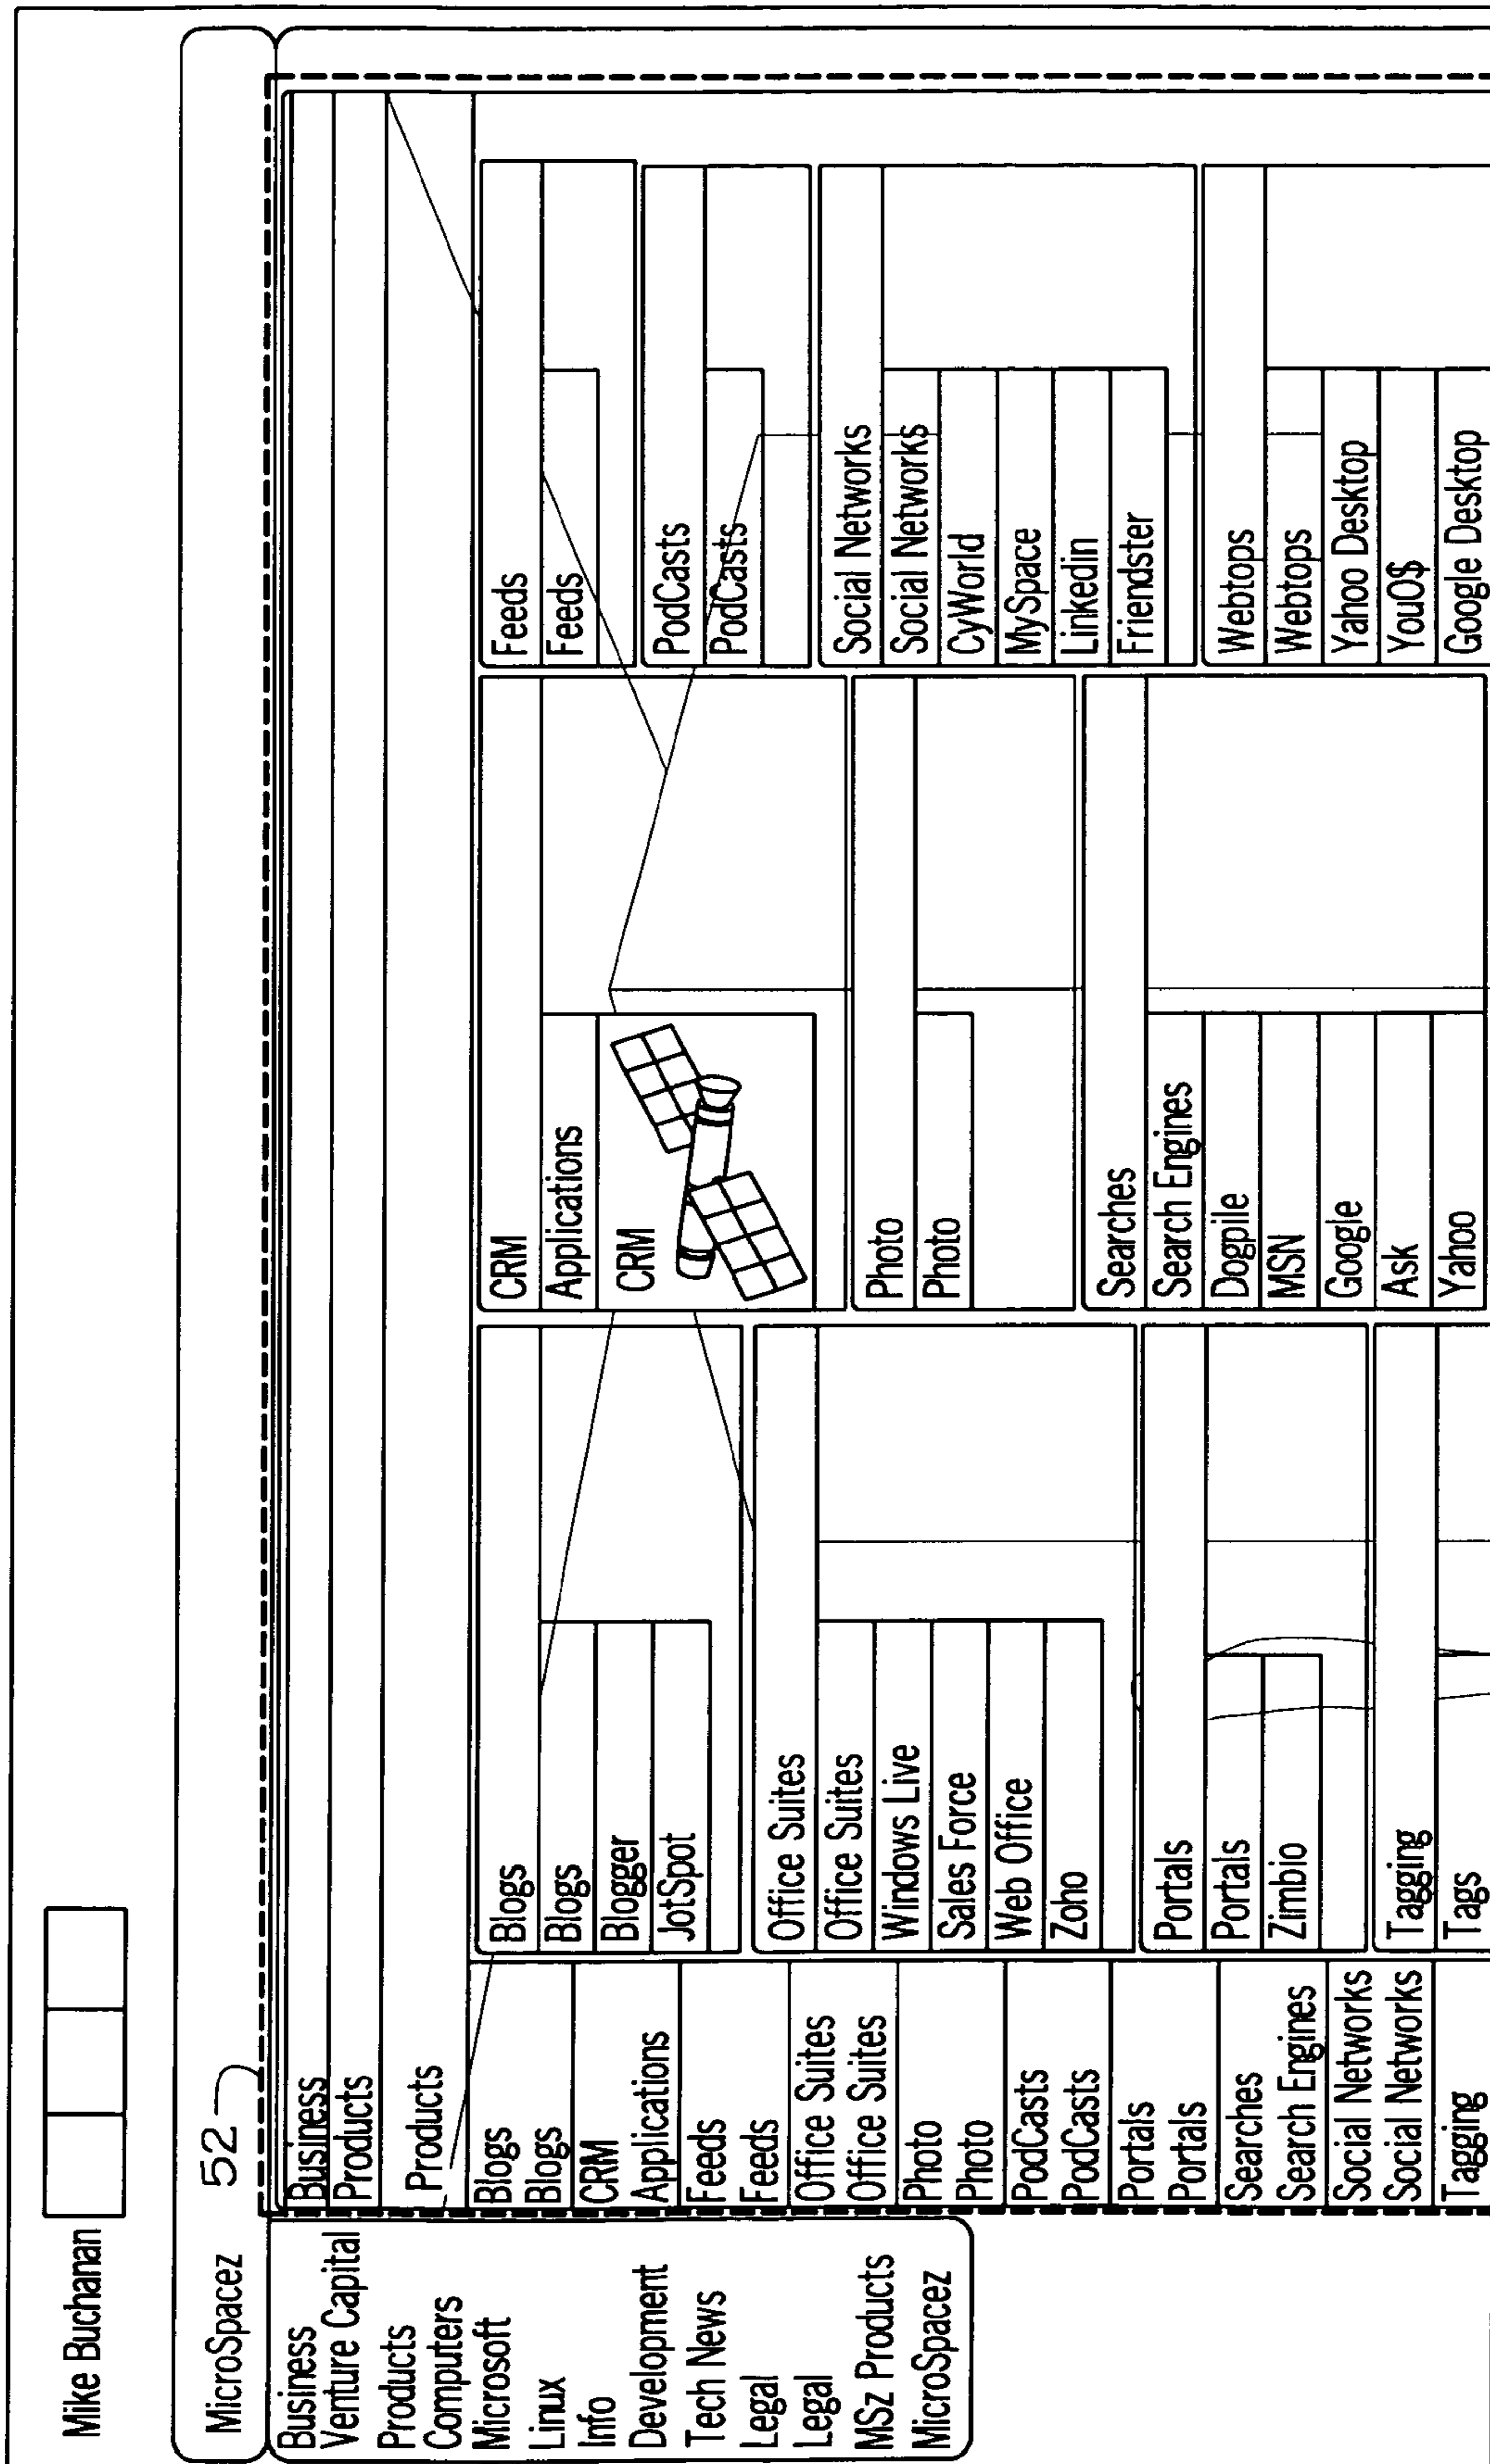 Mike Buchanan
MicroSpacez
52
Business
Venture Capital
Products
Computers
Microsoft
Linux
Info
Development
Tech News
Legal
Legal
MSz Products
MicroSpacez
Business
Products
Products
Blogs
Blogs
CRM
Applications
Feeds
Feeds
Office Suites
Office Suites
Photo
Photo
PodCasts
PodCasts
Portals
Portals
Searches
Search Engines
Social Networks
Social Networks
Tagging
Blogs
Blogs
Blogger
JotSpot
Office Suites
Office Suites
Windows Live
Sales Force
Web Office
Zoho
Portals
Portals
Zimbio
Tagging
Tags
CRM
Applications
CRM
Photo
Photo
Searches
Search Engines
Dogpile
MSN
Google
Ask
Yahoo
Feeds
Feeds
PodCasts
PodCasts
Social Networks
Social Networks
CyWorld
MySpace
Linkedin
Friendster
Webtops
Webtops
Yahoo Desktop
YouO$
Google Desktop